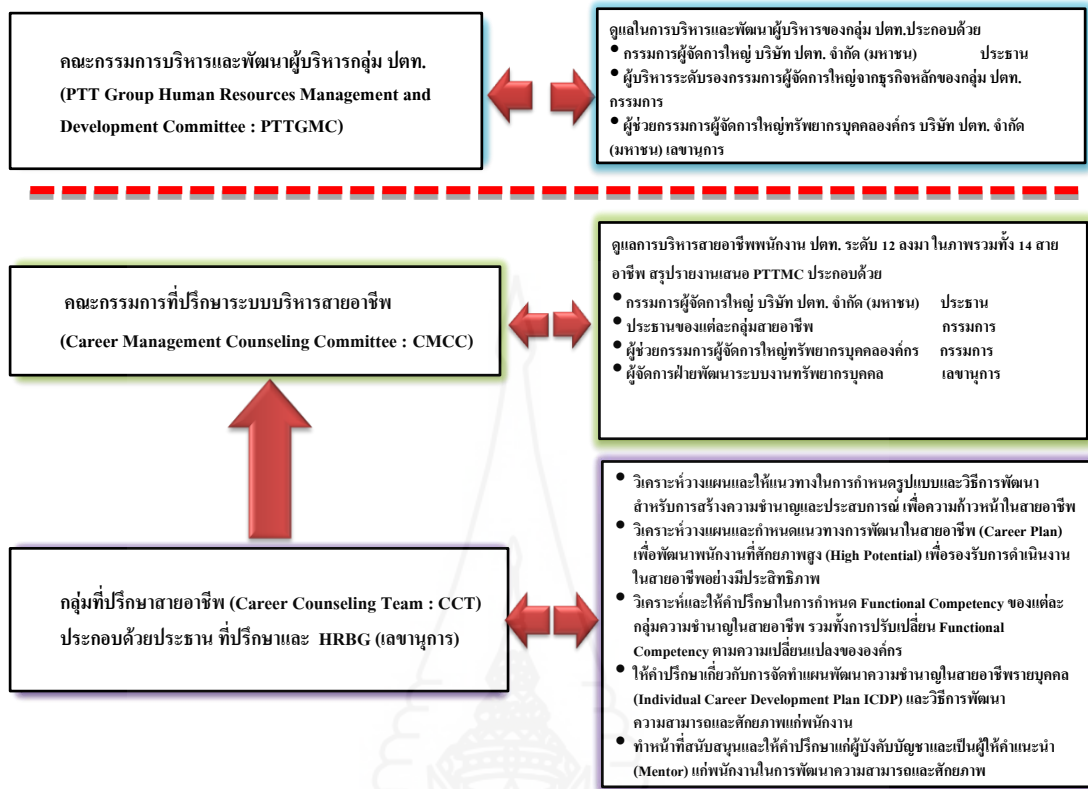 คณะกรรมการบริหารและพัฒนาผู้บริหารกลุ่ม ปตท.
(PTT Group Human Resources Management and
Development Committee : PTTGMC)
ดูแลในการบริหารและพัฒนาผู้บริหารของกลุ่ม ปตท.ประกอบด้วย
• กรรมการผู้จัดการใหญ่ บริษัท ปตท. จำกัด (มหาชน) ประธาน
• ผู้บริหารระดับรองกรรมการผู้จัดการใหญ่จากธุรกิจหลักของกลุ่ม ปตท.
กรรมการ
• ผู้ช่วยกรรมการผู้จัดการใหญ่ทรัพยากรบุคคลองค์กร บริษัท ปตท. จำกัด
(มหาชน) เลขานุการ
คณะกรรมการที่ปรึกษาระบบบริหารสายอาชีพ
(Career Management Counseling Committee : CMCC)
ดูแลการบริหารสายอาชีพพนักงาน ปตท. ระดับ 12 ลงมา ในภาพรวมทั้ง 14 สาย
อาชีพ สรุปรายงานเสนอ PTTMC ประกอบด้วย
• กรรมการผู้จัดการใหญ่ บริษัท ปตท. จำกัด (มหาชน) ประธาน
• ประธานของแต่ละกลุ่มสายอาชีพ กรรมการ
• ผู้ช่วยกรรมการผู้จัดการใหญ่ทรัพยากรบุคคลองค์กร กรรมการ
• ผู้จัดการฝ่ายพัฒนาระบบงานทรัพยากรบุคคล เลขานุการ
กลุ่มที่ปรึกษาสายอาชีพ (Career Counseling Team : CCT)
ประกอบด้วยประธาน ที่ปรึกษาและ HRBG (เลขานุการ)
• วิเคราะห์วางแผนและให้แนวทางในการกำหนดรูปแบบและวิธีการพัฒนา
สำหรับการสร้างความชำนาญและประสบการณ์ เพื่อความก้าวหน้าในสายอาชีพ
• วิเคราะห์วางแผนและกำหนดแนวทางการพัฒนาในสายอาชีพ (Career Plan)
เพื่อพัฒนาพนักงานที่ศักยภาพสูง (High Potential) เพื่อรองรับการดำเนินงาน
ในสายอาชีพอย่างมีประสิทธิภาพ
• วิเคราะห์และให้คำปรึกษาในการกำหนด Functional Competency ของแต่ละ
กลุ่มความชำนาญในสายอาชีพ รวมทั้งการปรับเปลี่ยน Functional
Competency ตามความเปลี่ยนแปลงขององค์กร
• ให้คำปรึกษาเกี่ยวกับการจัดทำแผนพัฒนาความชำนาญในสายอาชีพรายบุคคล
(Individual Career Development Plan ICDP) และวิธีการพัฒนา
ความสามารถและศักยภาพแก่พนักงาน
• ทำหน้าที่สนับสนุนและให้คำปรึกษาแก่ผู้บังคับบัญชาและเป็นผู้ให้คำแนะนำ
(Mentor) แก่พนักงานในการพัฒนาความสามารถและศักยภาพ